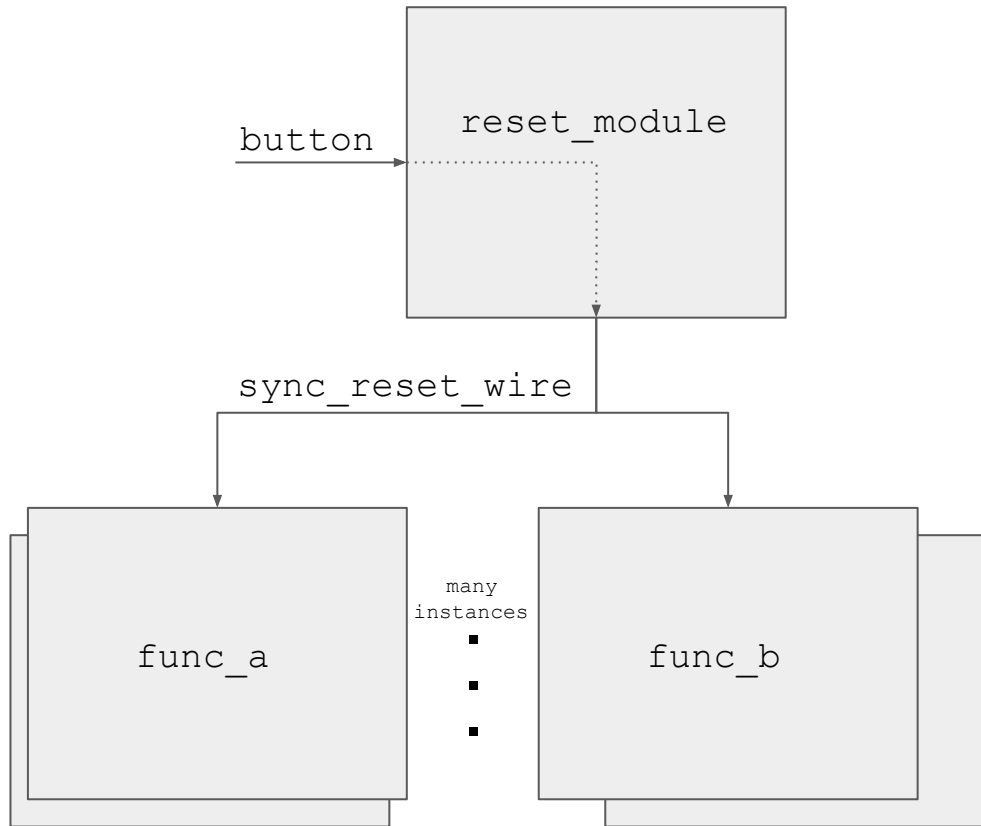 reset_module
button
sync_reset_wire
many
instances
func_a
func_b